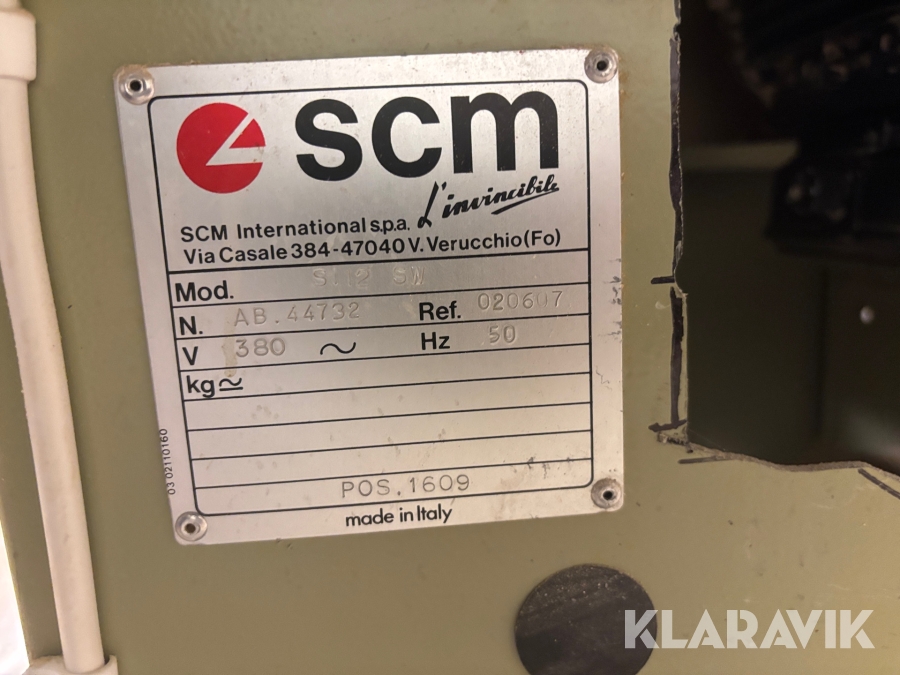 scm
L'invincibile
SCM International s.p.a.
Via Casale 384-47040 V. Verucchio (Fo)
Mod. SW
N. AB.44732 Ref.
V 380 ~ Hz 50
kg≃
POS.1609
made in Italy
03 02110160
KLARAVIK